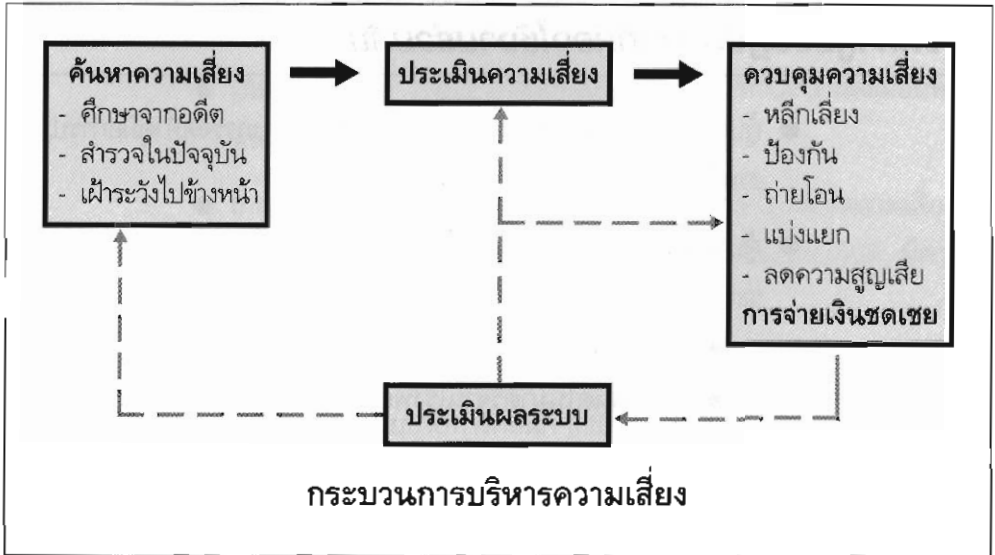 ค้นหาความเสี่ยง
- ศึกษาจากอดีต
- สำรวจในปัจจุบัน
- เฝ้าระวังไปข้างหน้า
ประเมินความเสี่ยง
ควบคุมความเสี่ยง
- หลีกเลี่ยง
- ป้องกัน
- ถ่ายโอน
- แบ่งแยก
- ลดความสูญเสีย
การจ่ายเงินชดเชย
ประเมินผลระบบ
กระบวนการบริหารความเสี่ยง